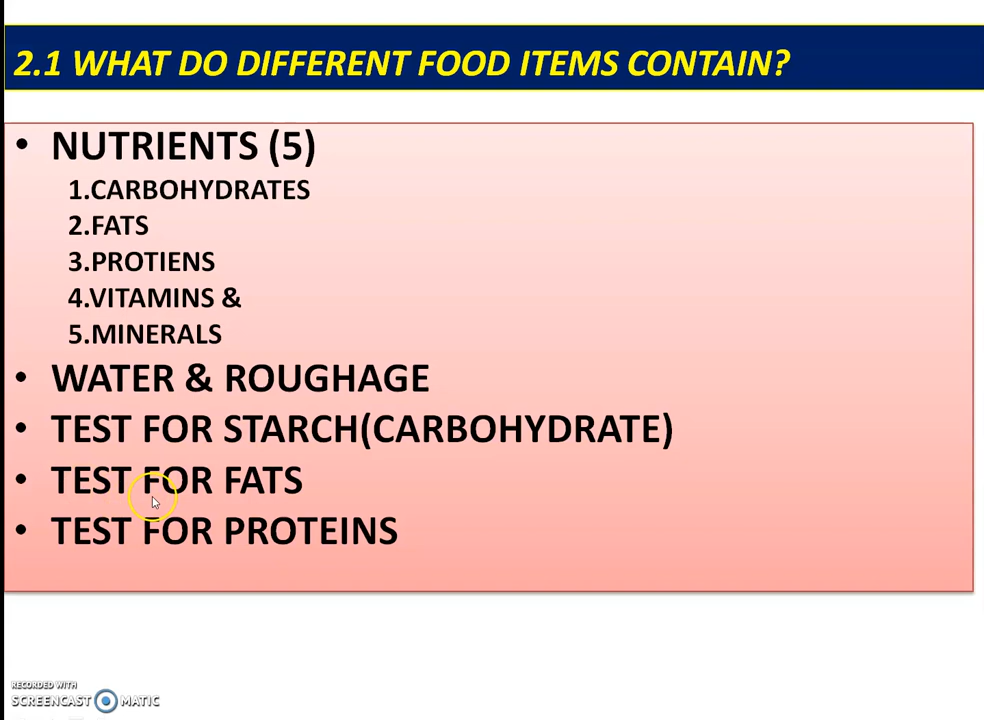 2.1 WHAT DO DIFFERENT FOOD ITEMS CONTAIN?
• NUTRIENTS (5)
1.CARBOHYDRATES
2.FATS
3.PROTIENS
4.VITAMINS &
5.MINERALS
• WATER & ROUGHAGE
• TEST FOR STARCH(CARBOHYDRATE)
• TEST FOR FATS
• TEST FOR PROTEINS
RECORDED WITH
SCREENCAST MATIC